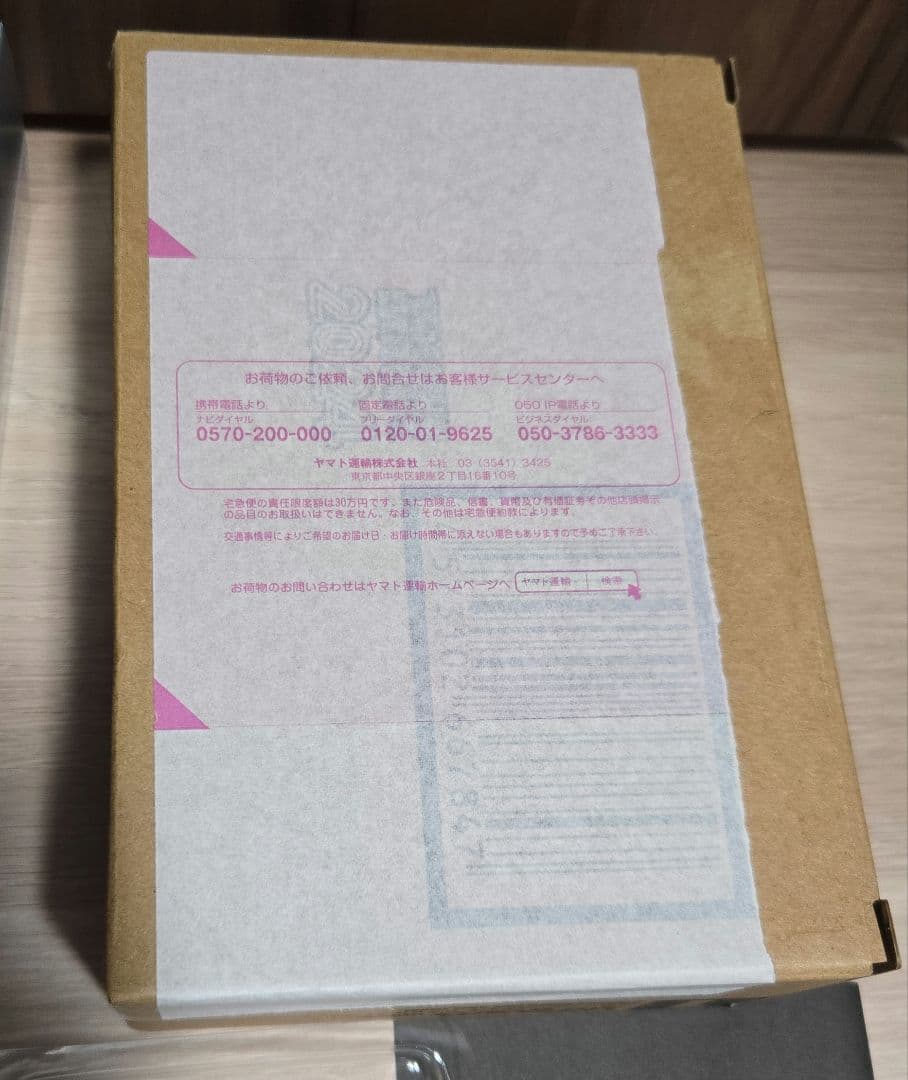 お荷物のご依頼、お問合せはお客様サービスセンターへ
携帯電話より 固定電話より 050 IP電話より
ナビダイヤル フリーダイヤル ビジネスダイヤル
0570-200-000 0120-01-9625 050-3786-3333
ヤマト運輸株式会社 本社 03(3541)3425
東京都中央区銀座2丁目16番10号
宅急便の責任限度額は30万円です。また危険品、信書、貨幣及び有価証券その他店頭掲示
の品目のお取扱いはできません。なお、その他は宅急便約款によります。
交通事情等によりご希望のお届け日・お届け時間帯に添えない場合もありますので予めご了承下さい。
お荷物のお問い合わせはヤマト運輸ホームページへ ヤマト運輸 検索